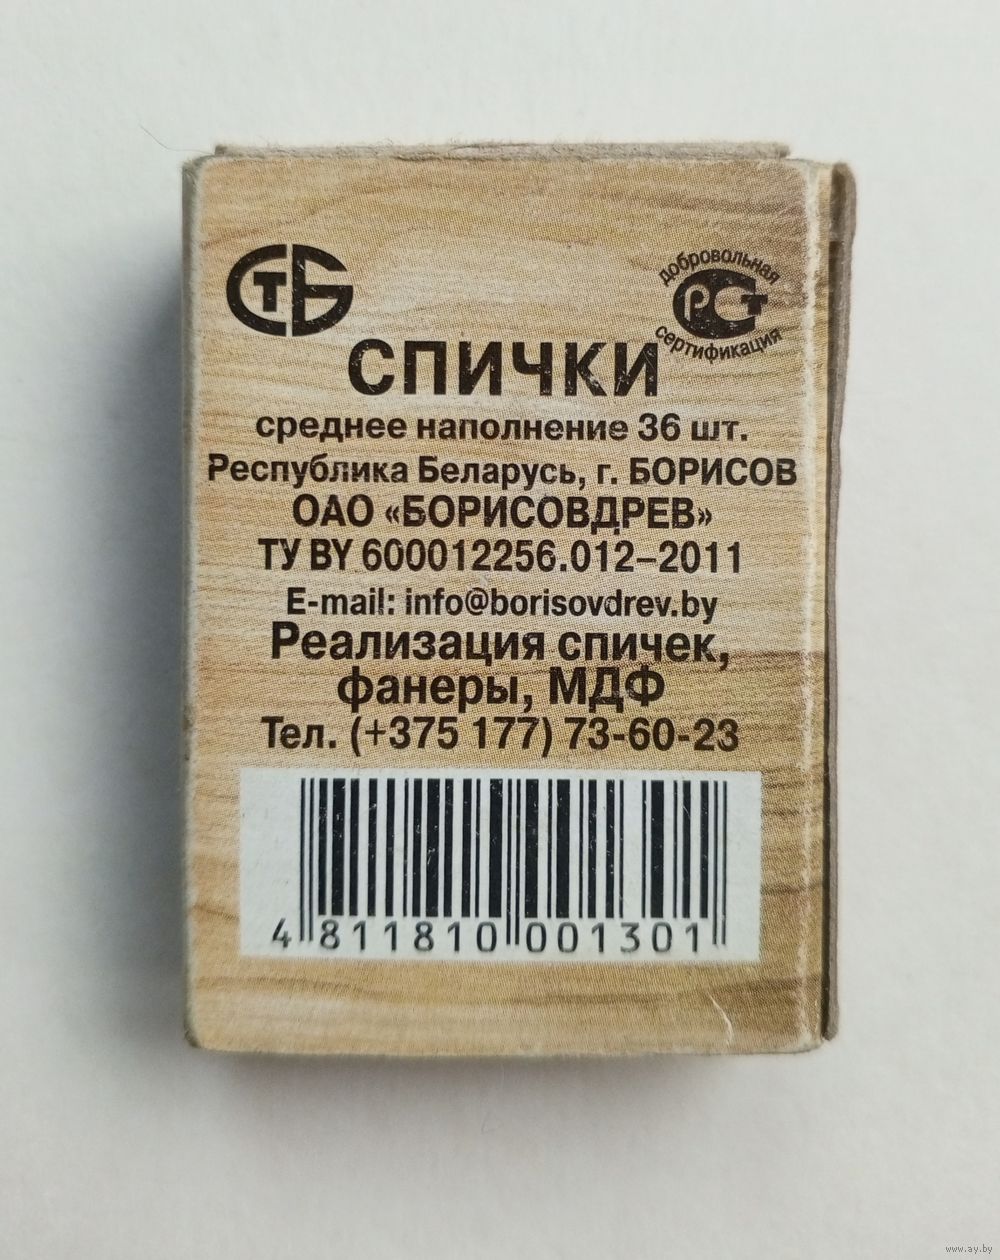 СТБ
добровольная
РСТ
сертификация
СПИЧКИ
среднее наполнение 36 шт.
Республика Беларусь, г. БОРИСОВ
ОАО «БОРИСОВДРЕВ»
ТУ BY 600012256.012–2011
E-mail: info@borisovdrev.by
Реализация спичек,
фанеры, МДФ
Тел. (+375 177) 73-60-23
4 811810 001301
www.ay.by